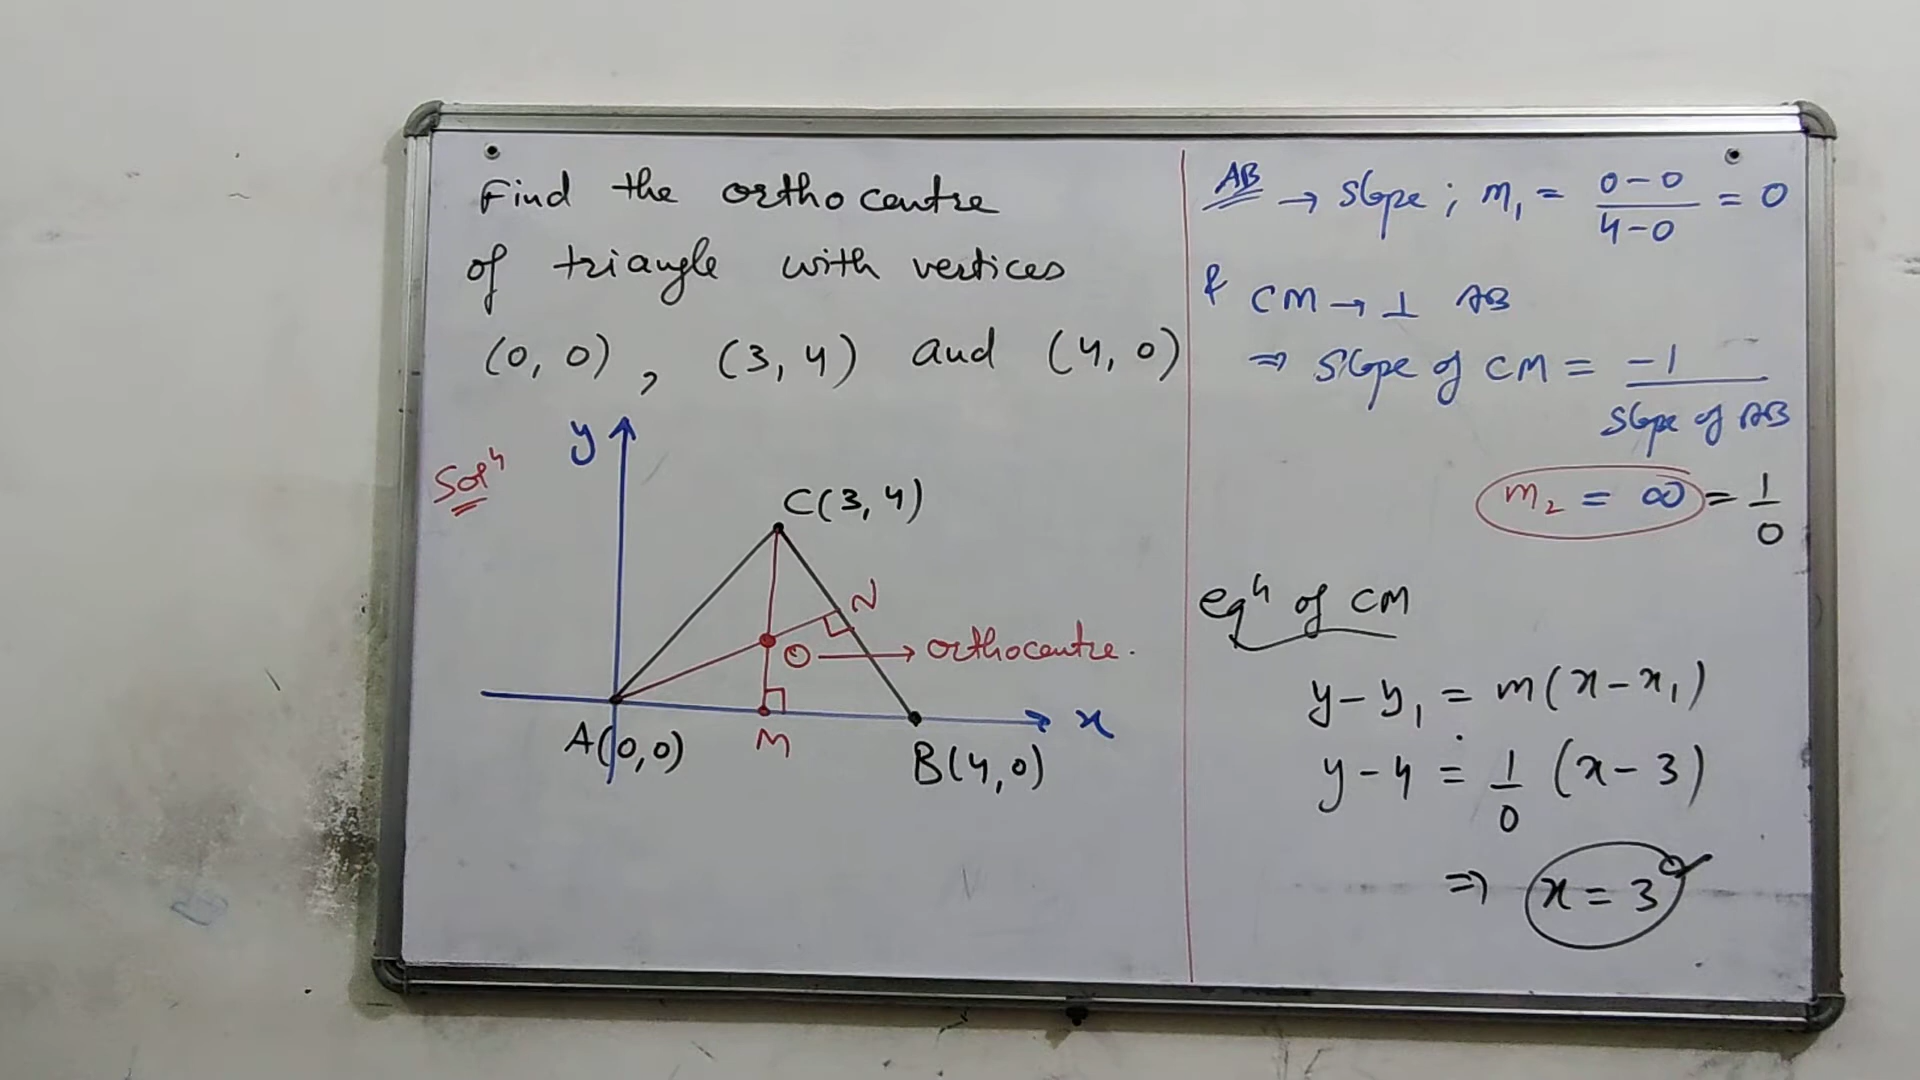 Find the orthocentre
of triangle with vertices
(0, 0), (3, 4) and (4, 0)
Solⁿ
y
C(3, 4)
N
O → orthocentre.
x
A(0,0)
M
B(4,0)
AB → slope; m₁ = 0-0/4-0 = 0
& CM → ⊥ AB
⇒ slope of CM = -1/slope of AB
m₂ = ∞ = 1/0
eqⁿ of CM
y - y₁ = m(x - x₁)
y - 4 = 1/0 (x - 3)
⇒ x = 3